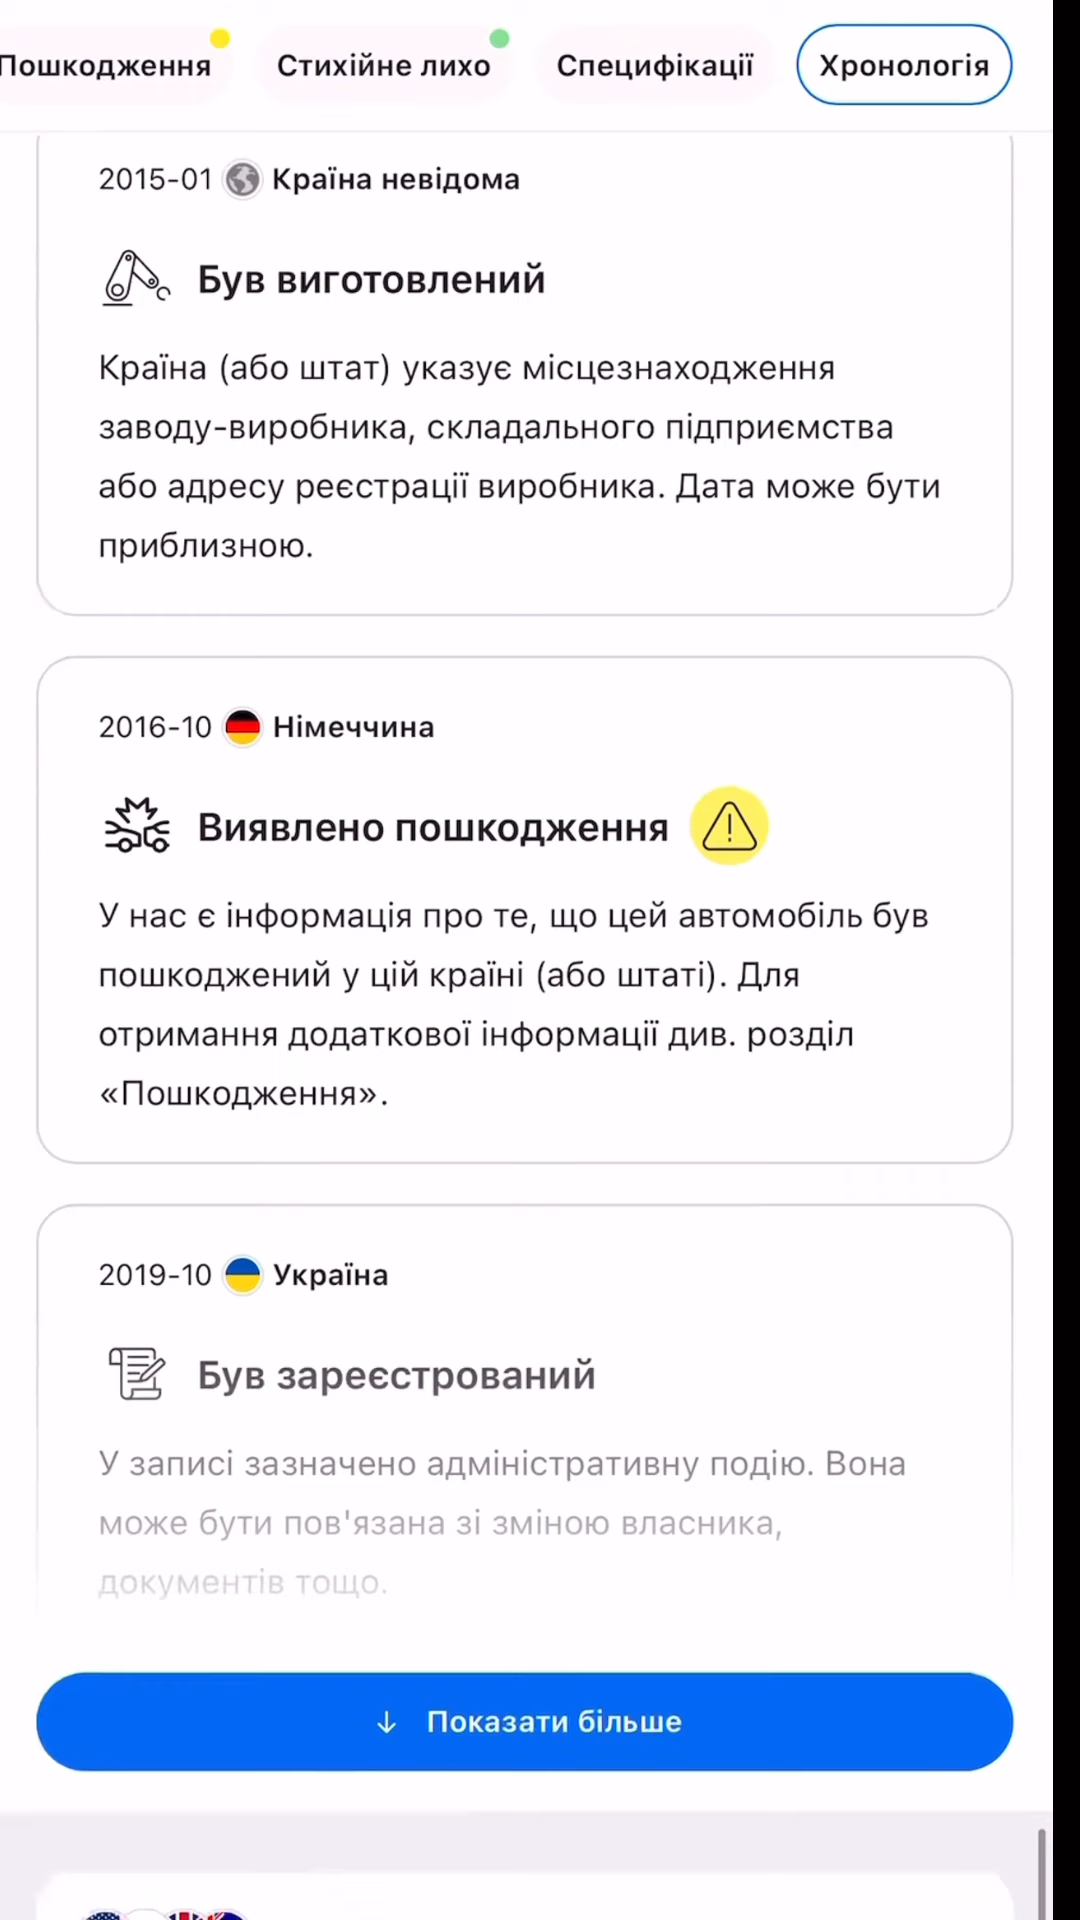 Пошкодження
Стихійне лихо
Специфікації
Хронологія
2015-01 Країна невідома
Був виготовлений
Країна (або штат) указує місцезнаходження
заводу-виробника, складального підприємства
або адресу реєстрації виробника. Дата може бути
приблизною.
2016-10 Німеччина
Виявлено пошкодження
У нас є інформація про те, що цей автомобіль був
пошкоджений у цій країні (або штаті). Для
отримання додаткової інформації див. розділ
«Пошкодження».
2019-10 Україна
Був зареєстрований
У записі зазначено адміністративну подію. Вона
може бути пов'язана зі зміною власника,
документів тощо.
↓ Показати більше